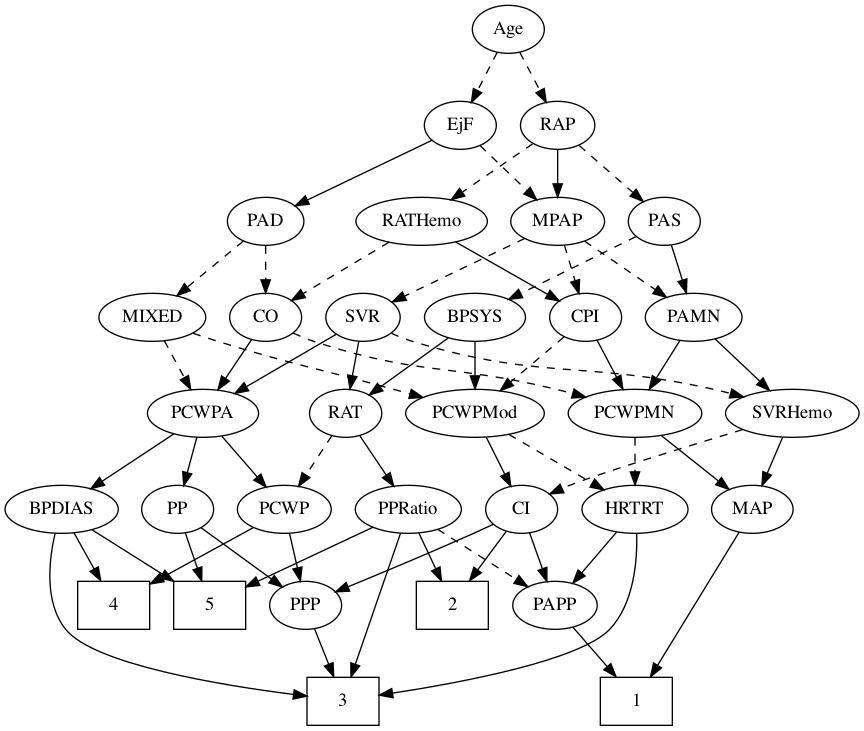 Age
EjF
RAP
PAD
RATHemo
MPAP
PAS
MIXED
CO
SVR
BPSYS
CPI
PAMN
PCWPA
RAT
PCWPMod
PCWPMN
SVRHemo
BPDIAS
PP
PCWP
PPRatio
CI
HRTRT
MAP
4
5
PPP
2
PAPP
3
1